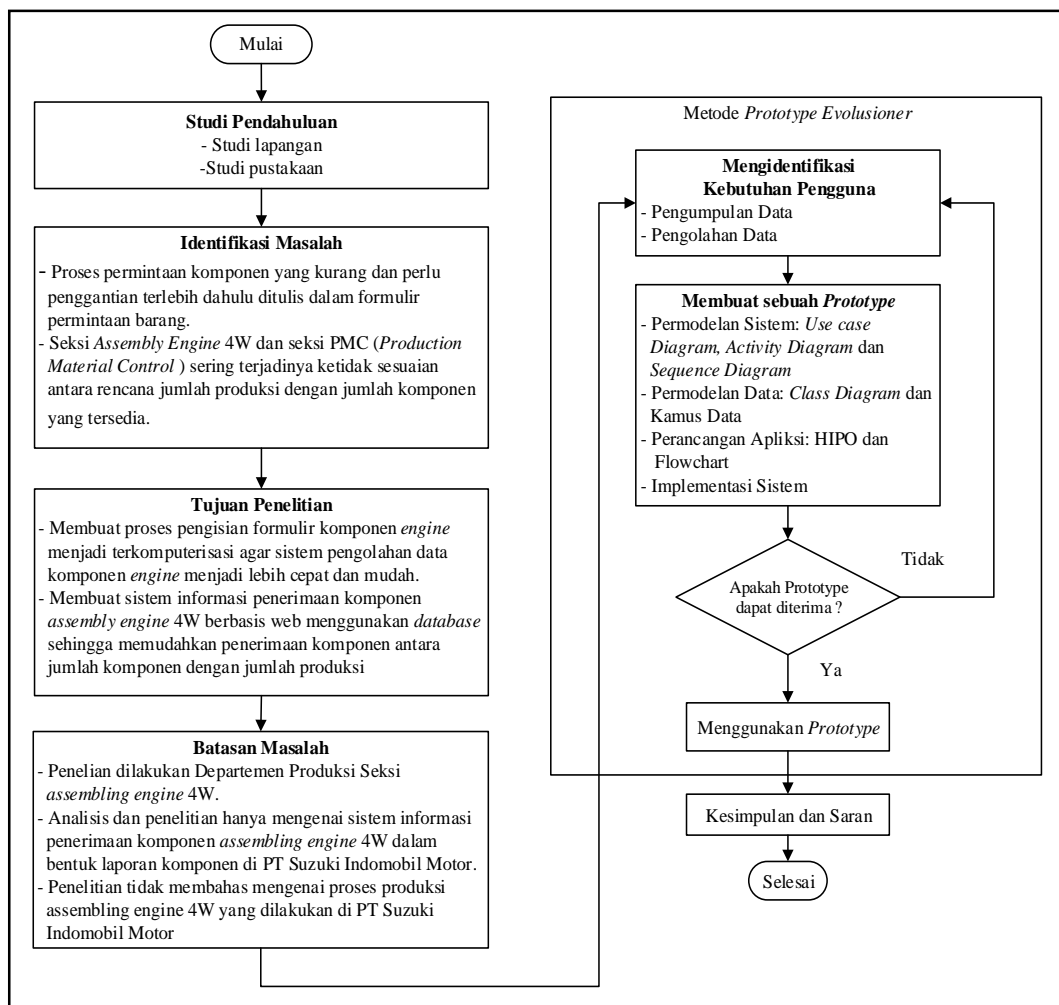 Mulai
Studi Pendahuluan
- Studi lapangan
-Studi pustakaan
Identifikasi Masalah
- Proses permintaan komponen yang kurang dan perlu
penggantian terlebih dahulu ditulis dalam formulir
permintaan barang.
- Seksi Assembly Engine 4W dan seksi PMC (Production
Material Control ) sering terjadinya ketidak sesuaian
antara rencana jumlah produksi dengan jumlah komponen
yang tersedia.
Tujuan Penelitian
- Membuat proses pengisian formulir komponen engine
menjadi terkomputerisasi agar sistem pengolahan data
komponen engine menjadi lebih cepat dan mudah.
- Membuat sistem informasi penerimaan komponen
assembly engine 4W berbasis web menggunakan database
sehingga memudahkan penerimaan komponen antara
jumlah komponen dengan jumlah produksi
Batasan Masalah
- Penelian dilakukan Departemen Produksi Seksi
assembling engine 4W.
- Analisis dan penelitian hanya mengenai sistem informasi
penerimaan komponen assembling engine 4W dalam
bentuk laporan komponen di PT Suzuki Indomobil Motor.
- Penelitian tidak membahas mengenai proses produksi
assembling engine 4W yang dilakukan di PT Suzuki
Indomobil Motor
Metode Prototype Evolusioner
Mengidentifikasi
Kebutuhan Pengguna
- Pengumpulan Data
- Pengolahan Data
Membuat sebuah Prototype
- Permodelan Sistem: Use case
Diagram, Activity Diagram dan
Sequence Diagram
- Permodelan Data: Class Diagram dan
Kamus Data
- Perancangan Apliksi: HIPO dan
Flowchart
- Implementasi Sistem
Apakah Prototype
dapat diterima ?
Tidak
Ya
Menggunakan Prototype
Kesimpulan dan Saran
Selesai